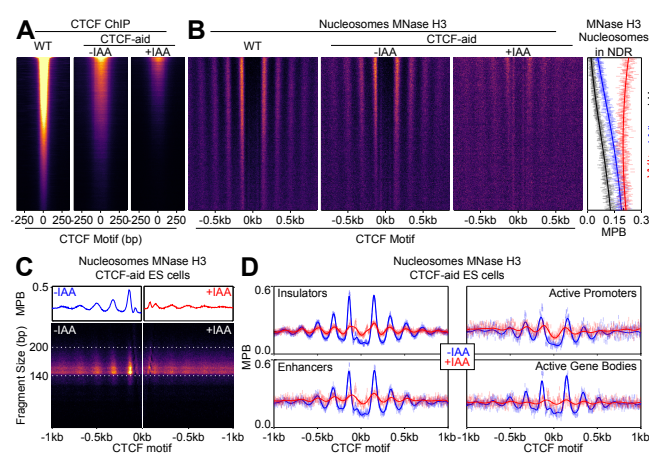 A
CTCF ChIP
CTCF-aid
WT
-IAA
+IAA
-250
0
250
-250
0
250
-250
0
250
CTCF Motif (bp)
B
Nucleosomes MNase H3
CTCF-aid
WT
-IAA
+IAA
-0.5kb
0kb
0.5kb
-0.5kb
0kb
0.5kb
-0.5kb
0kb
0.5kb
CTCF Motif
MNase H3
Nucleosomes
in NDR
0.0
0.15
0.3
MPB
C
Nucleosomes MNase H3
CTCF-aid ES cells
MPB
0.5
-IAA
+IAA
Fragment Size (bp)
200
140
-IAA
+IAA
-1kb
-0.5kb
0kb
-0.5kb
-1kb
CTCF motif
D
Nucleosomes MNase H3
CTCF-aid ES cells
MPB
0.6
0.0
0.6
0.0
Insulators
Active Promoters
-IAA
+IAA
Enhancers
Active Gene Bodies
-1kb
-0.5kb
0kb
0.5kb
1kb
-1kb
-0.5kb
0kb
0.5kb
1kb
CTCF motif
CTCF motif